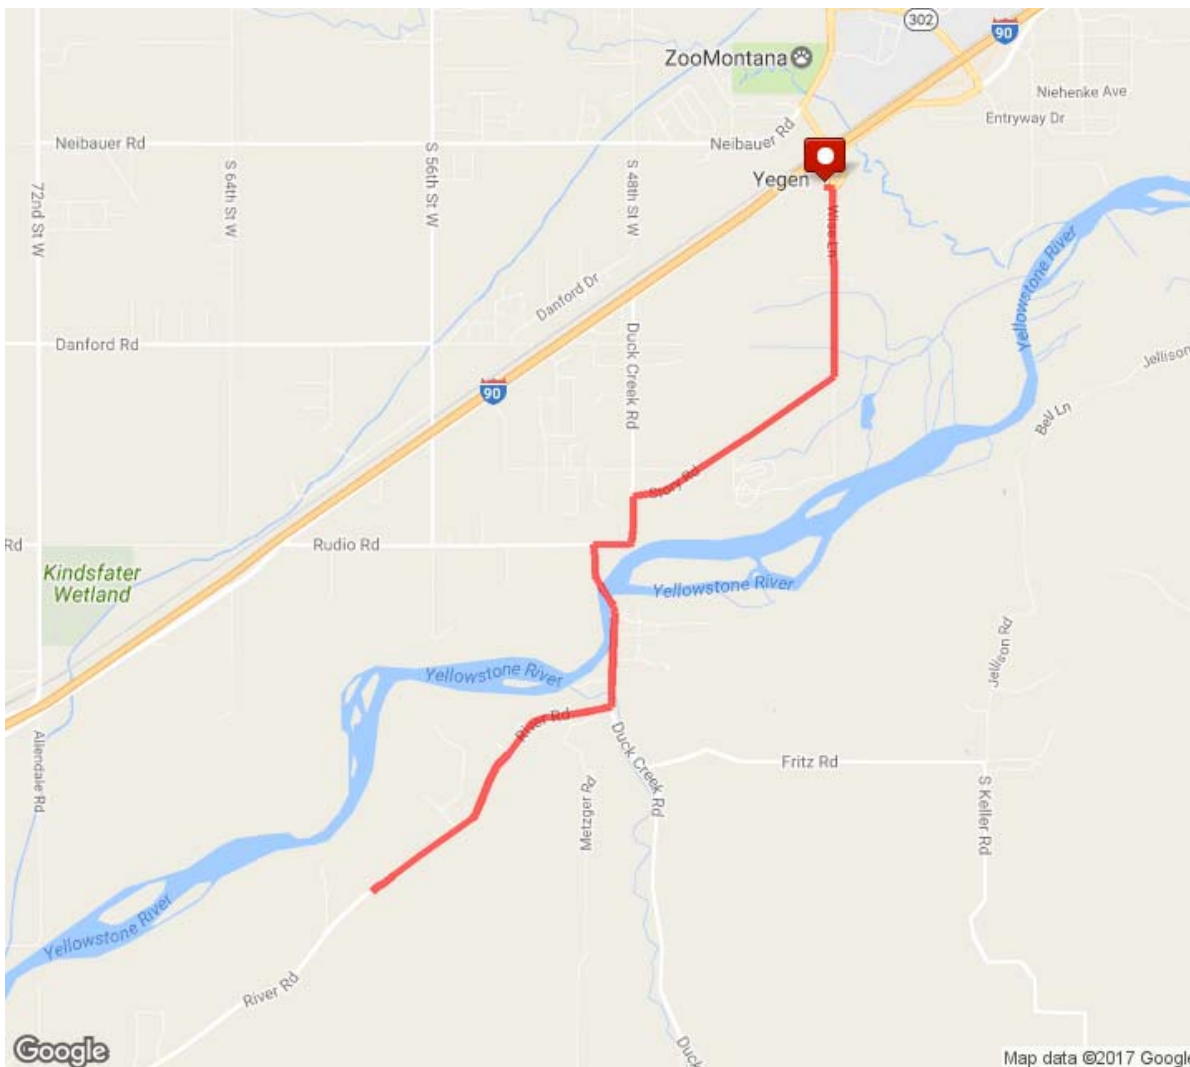 302
90
ZooMontana
Niehenke Ave
Entryway Dr
Neibauer Rd
Neibauer Rd
Yegen
S 64th St W
S 56th St W
S 48th St W
72nd St W
Wise Ln
Yellowstone River
Danford Dr
Danford Rd
Duck Creek Rd
Jellison
90
Bell Ln
Story Rd
Rd
Rudio Rd
Kindsfater
Wetland
Yellowstone River
Jellison Rd
Yellowstone River
River Rd
Allendale Rd
Duck Creek Rd
Fritz Rd
Metzger Rd
S Keller Rd
Yellowstone River
River Rd
Duck
Google
Map data ©2017 Google